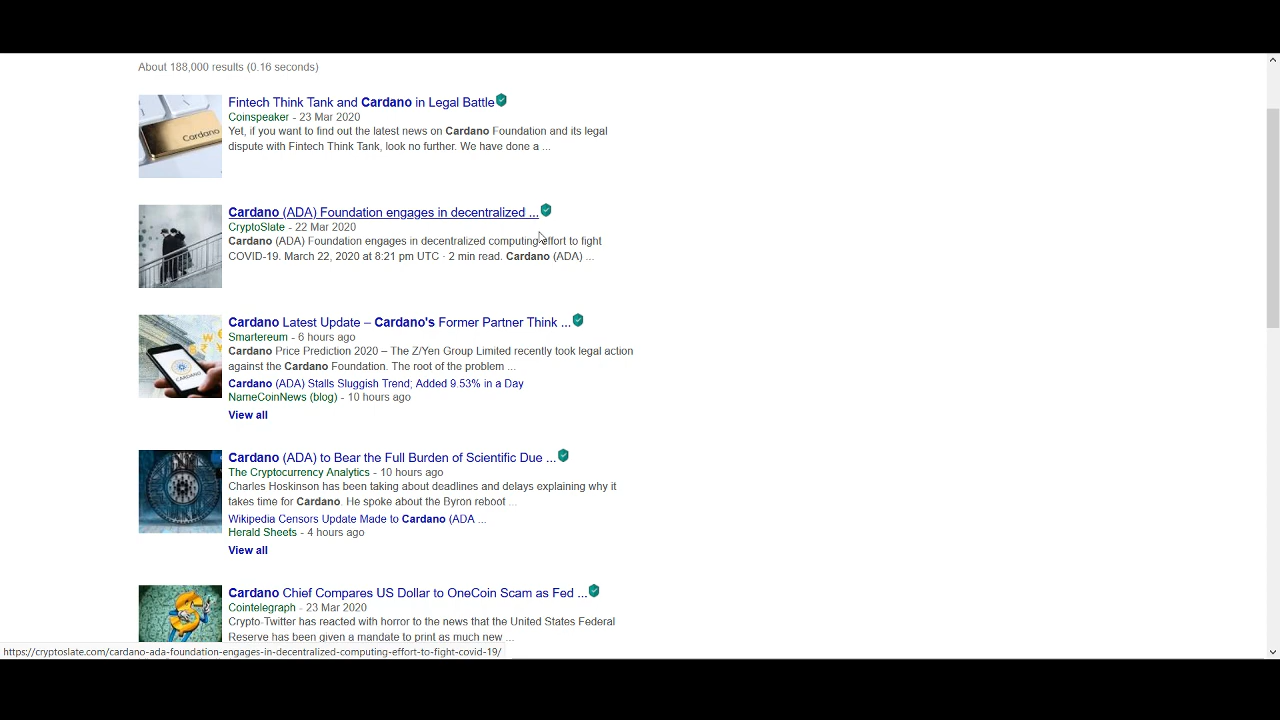 About 188,000 results (0.16 seconds)
Fintech Think Tank and Cardano in Legal Battle
Coinspeaker - 23 Mar 2020
Yet, if you want to find out the latest news on Cardano Foundation and its legal
dispute with Fintech Think Tank, look no further. We have done a ...
Cardano
Cardano (ADA) Foundation engages in decentralized ...
CryptoSlate - 22 Mar 2020
Cardano (ADA) Foundation engages in decentralized computing effort to fight
COVID-19. March 22, 2020 at 8:21 pm UTC · 2 min read. Cardano (ADA) ...
Cardano Latest Update – Cardano's Former Partner Think ...
Smartereum - 6 hours ago
Cardano Price Prediction 2020 – The Z/Yen Group Limited recently took legal action
against the Cardano Foundation. The root of the problem ...
CARDANO
Cardano (ADA) Stalls Sluggish Trend; Added 9.53% in a Day
NameCoinNews (blog) - 10 hours ago
View all
Cardano (ADA) to Bear the Full Burden of Scientific Due ...
The Cryptocurrency Analytics - 10 hours ago
Charles Hoskinson has been taking about deadlines and delays explaining why it
takes time for Cardano. He spoke about the Byron reboot ...
Wikipedia Censors Update Made to Cardano (ADA ...
Herald Sheets - 4 hours ago
View all
Cardano Chief Compares US Dollar to OneCoin Scam as Fed ...
Cointelegraph - 23 Mar 2020
Crypto-Twitter has reacted with horror to the news that the United States Federal
Reserve has been given a mandate to print as much new ...
https://cryptoslate.com/cardano-ada-foundation-engages-in-decentralized-computing-effort-to-fight-covid-19/